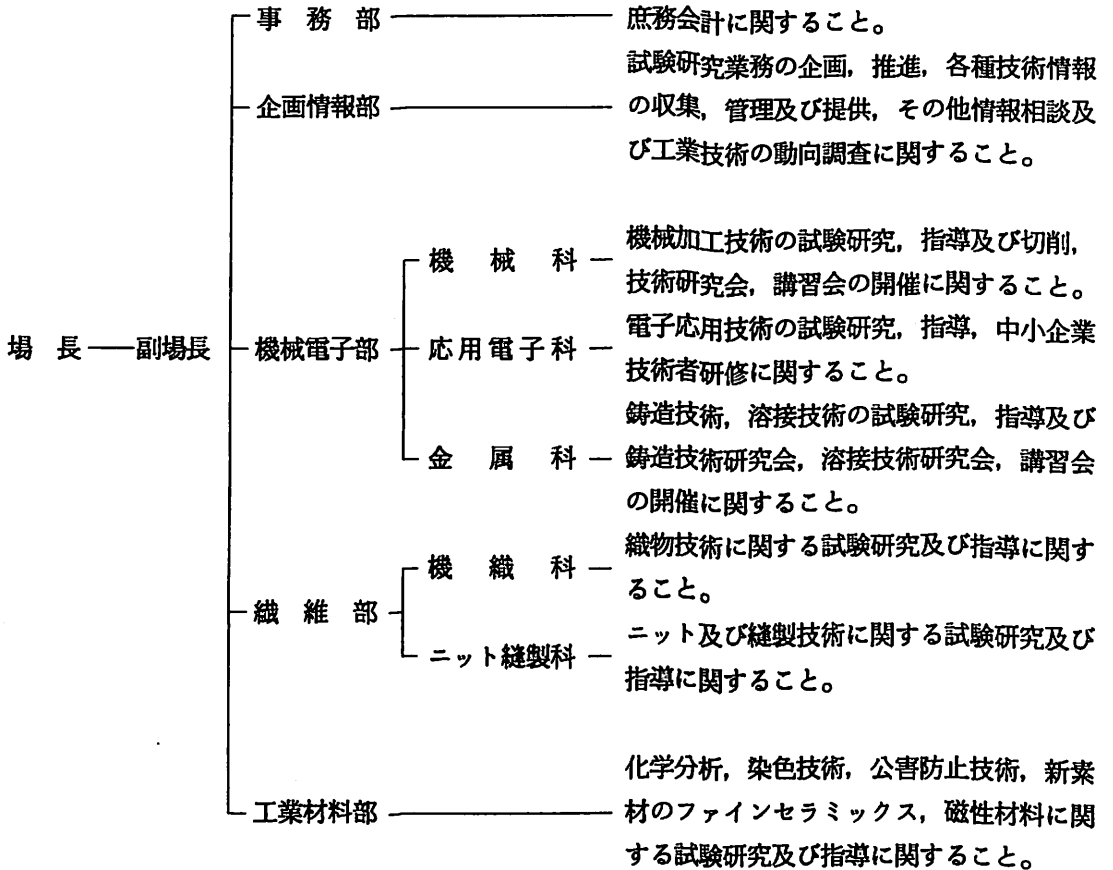 事務部
庶務会計に関すること。
企画情報部
試験研究業務の企画，推進，各種技術情報
の収集，管理及び提供，その他情報相談及
び工業技術の動向調査に関すること。
場長
副場長
機械電子部
機械科
機械加工技術の試験研究，指導及び切削，
技術研究会，講習会の開催に関すること。
応用電子科
電子応用技術の試験研究，指導，中小企業
技術者研修に関すること。
金属科
鋳造技術，溶接技術の試験研究，指導及び
鋳造技術研究会，溶接技術研究会，講習会
の開催に関すること。
繊維部
機織科
織物技術に関する試験研究及び指導に関す
ること。
ニット縫製科
ニット及び縫製技術に関する試験研究及び
指導に関すること。
工業材料部
化学分析，染色技術，公害防止技術，新素
材のファインセラミックス，磁性材料に関
する試験研究及び指導に関すること。